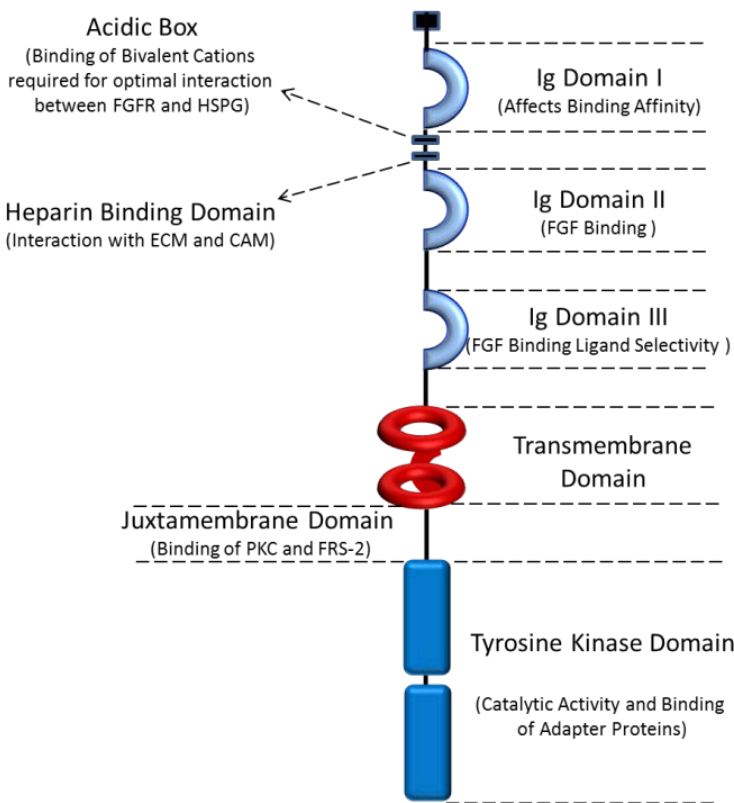 Acidic Box
(Binding of Bivalent Cations
required for optimal interaction
between FGFR and HSPG)
Ig Domain I
(Affects Binding Affinity)
Heparin Binding Domain
(Interaction with ECM and CAM)
Ig Domain II
(FGF Binding )
Ig Domain III
(FGF Binding Ligand Selectivity )
Transmembrane
Domain
Juxtamembrane Domain
(Binding of PKC and FRS-2)
Tyrosine Kinase Domain
(Catalytic Activity and Binding
of Adapter Proteins)